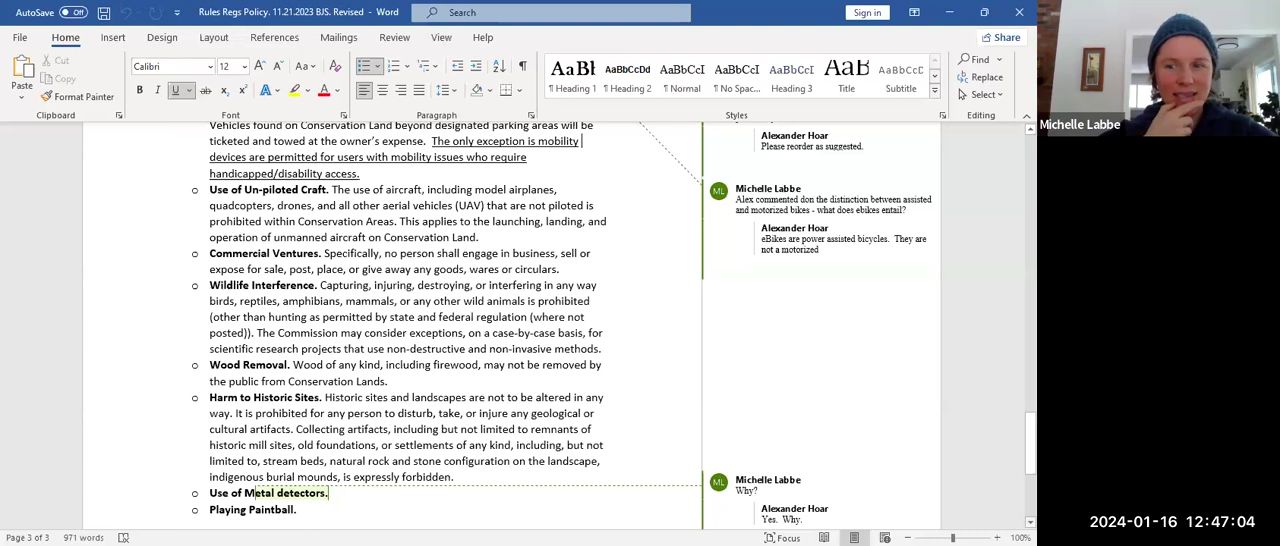 AutoSave Off Rules Regs Policy. 11.21.2023 BJS. Revised - Word Search Sign in
File Home Insert Design Layout References Mailings Review View Help Share
Paste Cut Copy Format Painter Clipboard
Calibri 12 Aa B I U ab A A Font
Paragraph
AaBb AaBbCcDd AaBbCcI AaBbCcI AaBbCcI AaB AaBbCcD
¶ Heading 1 ¶ Heading 2 ¶ Normal ¶ No Spac... Heading 3 Title Subtitle
Styles
Find Replace Select Editing
Vehicles found on Conservation Land beyond designated parking areas will be
ticketed and towed at the owner's expense. The only exception is mobility
devices are permitted for users with mobility issues who require
handicapped/disability access.
o Use of Un-piloted Craft. The use of aircraft, including model airplanes,
quadcopters, drones, and all other aerial vehicles (UAV) that are not piloted is
prohibited within Conservation Areas. This applies to the launching, landing, and
operation of unmanned aircraft on Conservation Land.
o Commercial Ventures. Specifically, no person shall engage in business, sell or
expose for sale, post, place, or give away any goods, wares or circulars.
o Wildlife Interference. Capturing, injuring, destroying, or interfering in any way
birds, reptiles, amphibians, mammals, or any other wild animals is prohibited
(other than hunting as permitted by state and federal regulation (where not
posted)). The Commission may consider exceptions, on a case-by-case basis, for
scientific research projects that use non-destructive and non-invasive methods.
o Wood Removal. Wood of any kind, including firewood, may not be removed by
the public from Conservation Lands.
o Harm to Historic Sites. Historic sites and landscapes are not to be altered in any
way. It is prohibited for any person to disturb, take, or injure any geological or
cultural artifacts. Collecting artifacts, including but not limited to remnants of
historic mill sites, old foundations, or settlements of any kind, including, but not
limited to, stream beds, natural rock and stone configuration on the landscape,
indigenous burial mounds, is expressly forbidden.
o Use of Metal detectors.
o Playing Paintball.
Alexander Hoar
Please reorder as suggested.
ML Michelle Labbe
Alex commented don the distinction between assisted
and motorized bikes - what does ebikes entail?
Alexander Hoar
eBikes are power assisted bicycles. They are
not a motorized
ML Michelle Labbe
Why?
Alexander Hoar
Yes. Why.
Page 3 of 3 971 words Focus 100%
Michelle Labbe
2024-01-16 12:47:04